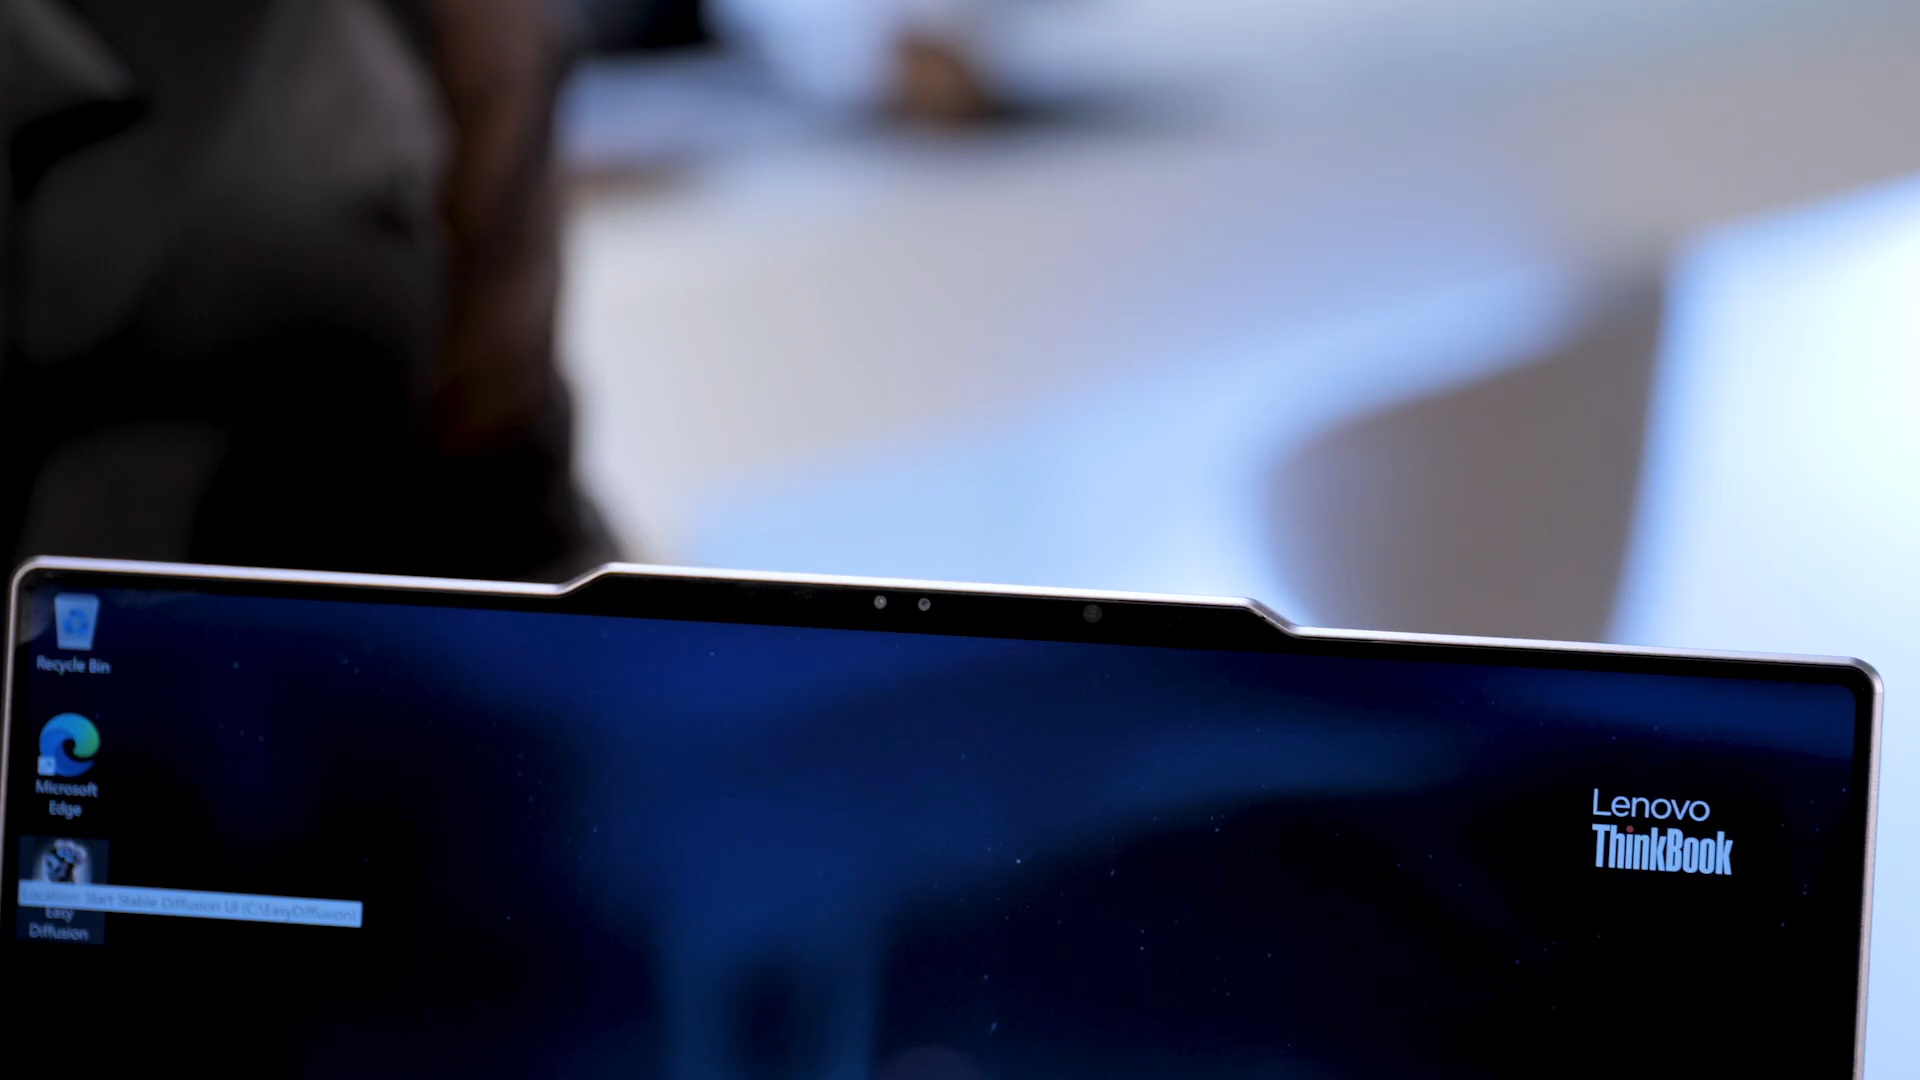 Recycle Bin
Microsoft
Edge
Location: Start Stable Diffusion UI (C:\EasyDiffusion)
Easy
Diffusion
Lenovo
ThinkBook